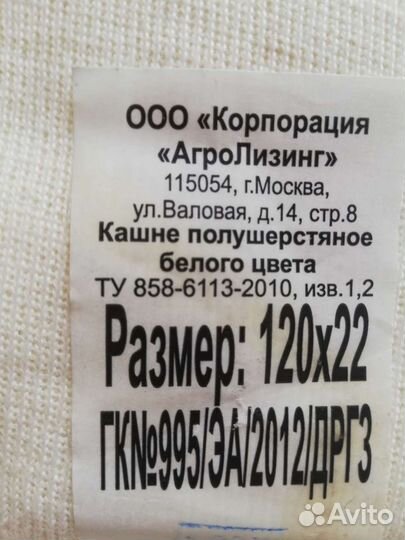 ООО «Корпорация
«АгроЛизинг»
115054, г.Москва,
ул.Валовая, д.14, стр.8
Кашне полушерстяное
белого цвета
ТУ 858-6113-2010, изв.1,2
Размер: 120x22
ГК№995/ЭА/2012/ДРГЗ
Avito